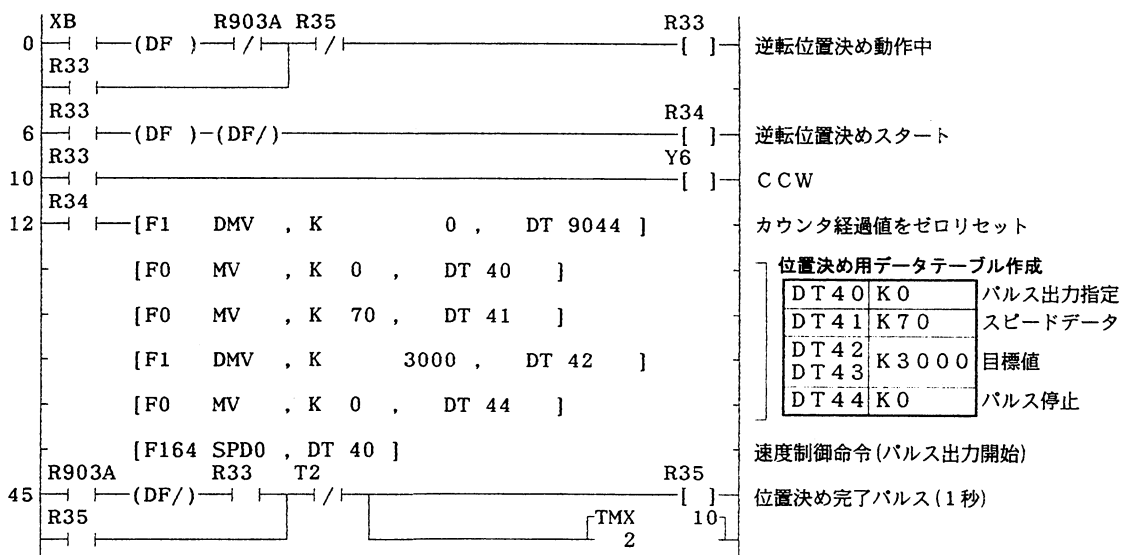 XB R903A R35 R33
0 (DF ) [ ] 逆転位置決め動作中
R33
R33 R34
6 (DF )-(DF/) [ ] 逆転位置決めスタート
R33 Y6
10 [ ] CCW
R34
12 [F1 DMV , K 0 , DT 9044 ] カウンタ経過値をゼロリセット
位置決め用データテーブル作成
[F0 MV , K 0 , DT 40 ] DT40 K0 パルス出力指定
[F0 MV , K 70 , DT 41 ] DT41 K70 スピードデータ
[F1 DMV , K 3000 , DT 42 ] DT42 DT43 K3000 目標値
[F0 MV , K 0 , DT 44 ] DT44 K0 パルス停止
[F164 SPD0 , DT 40 ] 速度制御命令(パルス出力開始)
R903A R33 T2 R35
45 (DF/) [ ] 位置決め完了パルス(1秒)
R35 TMX 10
2